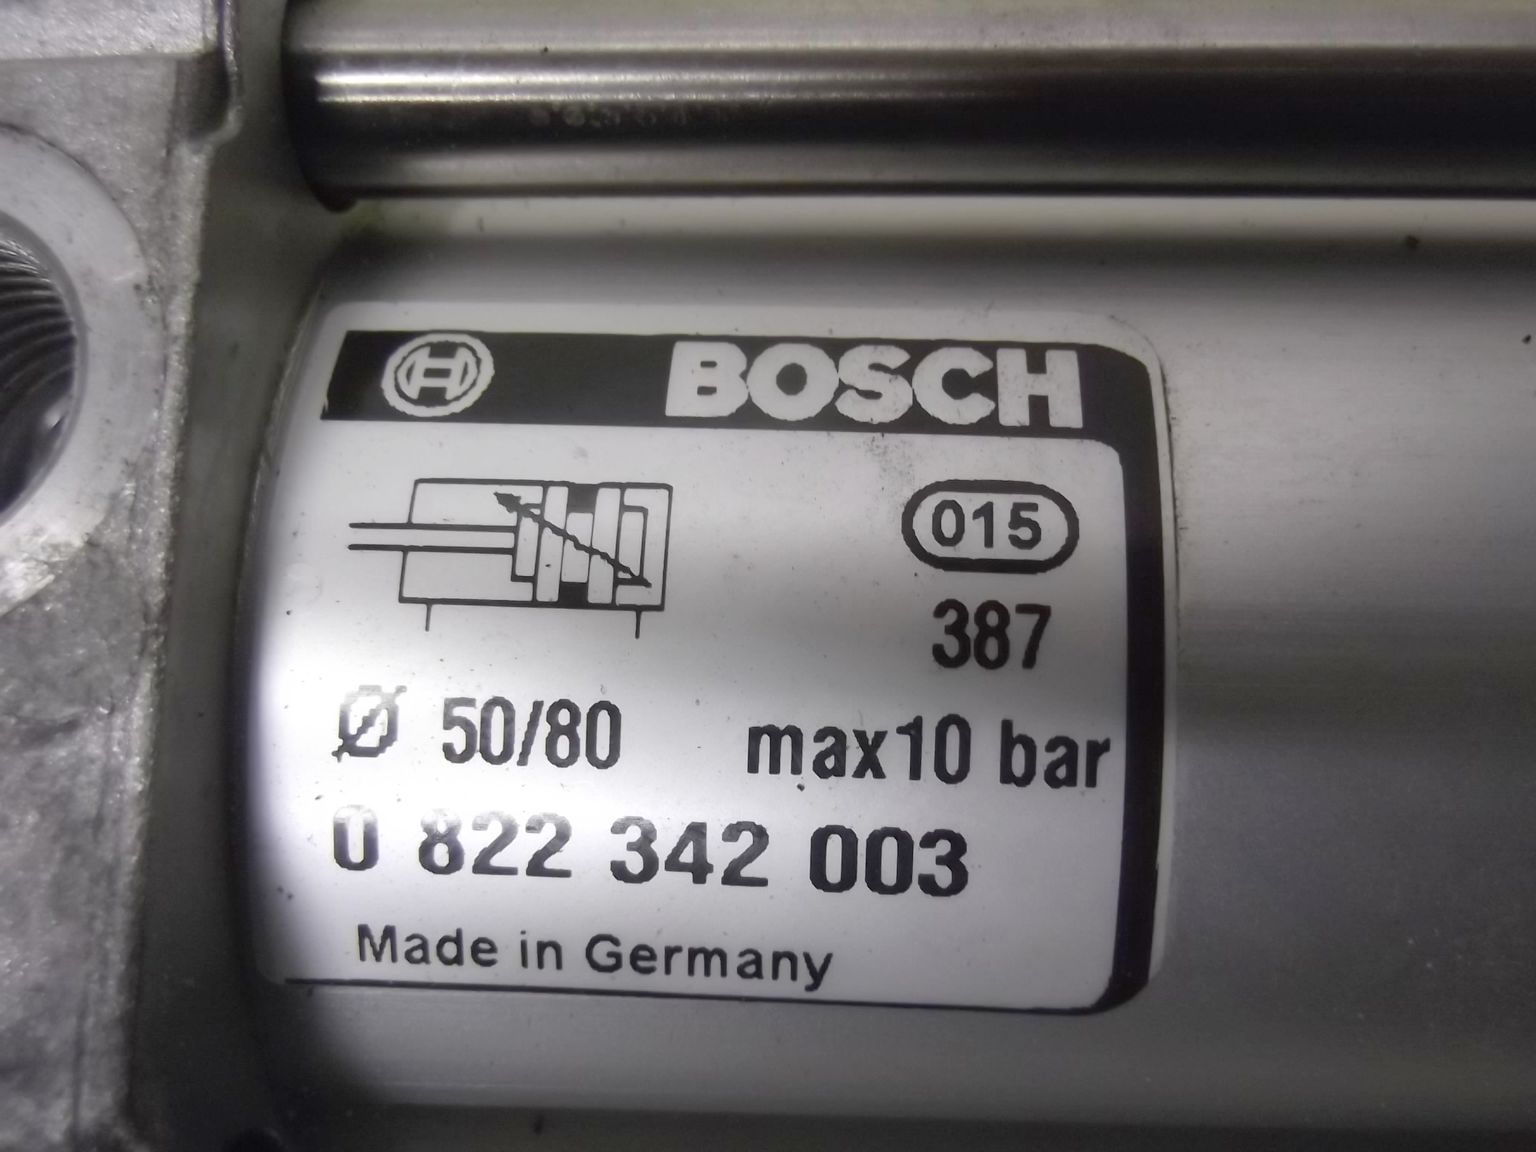 BOSCH
015
387
Ø 50/80 max10 bar
0 822 342 003
Made in Germany